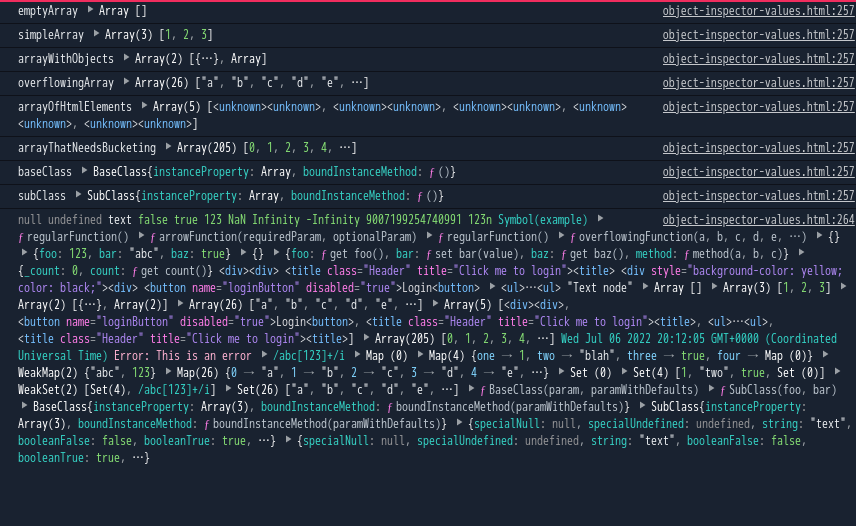 emptyArray ▶ Array [] object-inspector-values.html:257
simpleArray ▶ Array(3) [1, 2, 3] object-inspector-values.html:257
arrayWithObjects ▶ Array(2) [{…}, Array] object-inspector-values.html:257
overflowingArray ▶ Array(26) ["a", "b", "c", "d", "e", …] object-inspector-values.html:257
arrayOfHtmlElements ▶ Array(5) [<unknown><unknown>, <unknown><unknown>, <unknown><unknown>, <unknown> object-inspector-values.html:257
<unknown>, <unknown><unknown>]
arrayThatNeedsBucketing ▶ Array(205) [0, 1, 2, 3, 4, …] object-inspector-values.html:257
baseClass ▶ BaseClass{instanceProperty: Array, boundInstanceMethod: ƒ ()} object-inspector-values.html:257
subClass ▶ SubClass{instanceProperty: Array, boundInstanceMethod: ƒ ()} object-inspector-values.html:257
null undefined text false true 123 NaN Infinity -Infinity 9007199254740991 123n Symbol(example) ▶ object-inspector-values.html:264
ƒ regularFunction() ▶ ƒ arrowFunction(requiredParam, optionalParam) ▶ ƒ regularFunction() ▶ ƒ overflowingFunction(a, b, c, d, e, …) ▶ {}
▶ {foo: 123, bar: "abc", baz: true} ▶ {} ▶ {foo: ƒ get foo(), bar: ƒ set bar(value), baz: ƒ get baz(), method: ƒ method(a, b, c)} ▶
{_count: 0, count: ƒ get count()} <div><div> <title class="Header" title="Click me to login"><title> <div style="background-color: yellow;
color: black;"><div> <button name="loginButton" disabled="true">Login<button> ▶ <ul>…<ul> "Text node" ▶ Array [] ▶ Array(3) [1, 2, 3] ▶
Array(2) [{…}, Array(2)] ▶ Array(26) ["a", "b", "c", "d", "e", …] ▶ Array(5) [<div><div>,
<button name="loginButton" disabled="true">Login<button>, <title class="Header" title="Click me to login"><title>, <ul>…<ul>,
<title class="Header" title="Click me to login"><title>] ▶ Array(205) [0, 1, 2, 3, 4, …] Wed Jul 06 2022 20:12:05 GMT+0000 (Coordinated
Universal Time) Error: This is an error ▶ /abc[123]+/i ▶ Map (0) ▶ Map(4) {one → 1, two → "blah", three → true, four → Map (0)} ▶
WeakMap(2) {"abc", 123} ▶ Map(26) {0 → "a", 1 → "b", 2 → "c", 3 → "d", 4 → "e", …} ▶ Set (0) ▶ Set(4) [1, "two", true, Set (0)] ▶
WeakSet(2) [Set(4), /abc[123]+/i] ▶ Set(26) ["a", "b", "c", "d", "e", …] ▶ ƒ BaseClass(param, paramWithDefaults) ▶ ƒ SubClass(foo, bar)
▶ BaseClass{instanceProperty: Array(3), boundInstanceMethod: ƒ boundInstanceMethod(paramWithDefaults)} ▶ SubClass{instanceProperty:
Array(3), boundInstanceMethod: ƒ boundInstanceMethod(paramWithDefaults)} ▶ {specialNull: null, specialUndefined: undefined, string: "text",
booleanFalse: false, booleanTrue: true, …} ▶ {specialNull: null, specialUndefined: undefined, string: "text", booleanFalse: false,
booleanTrue: true, …}